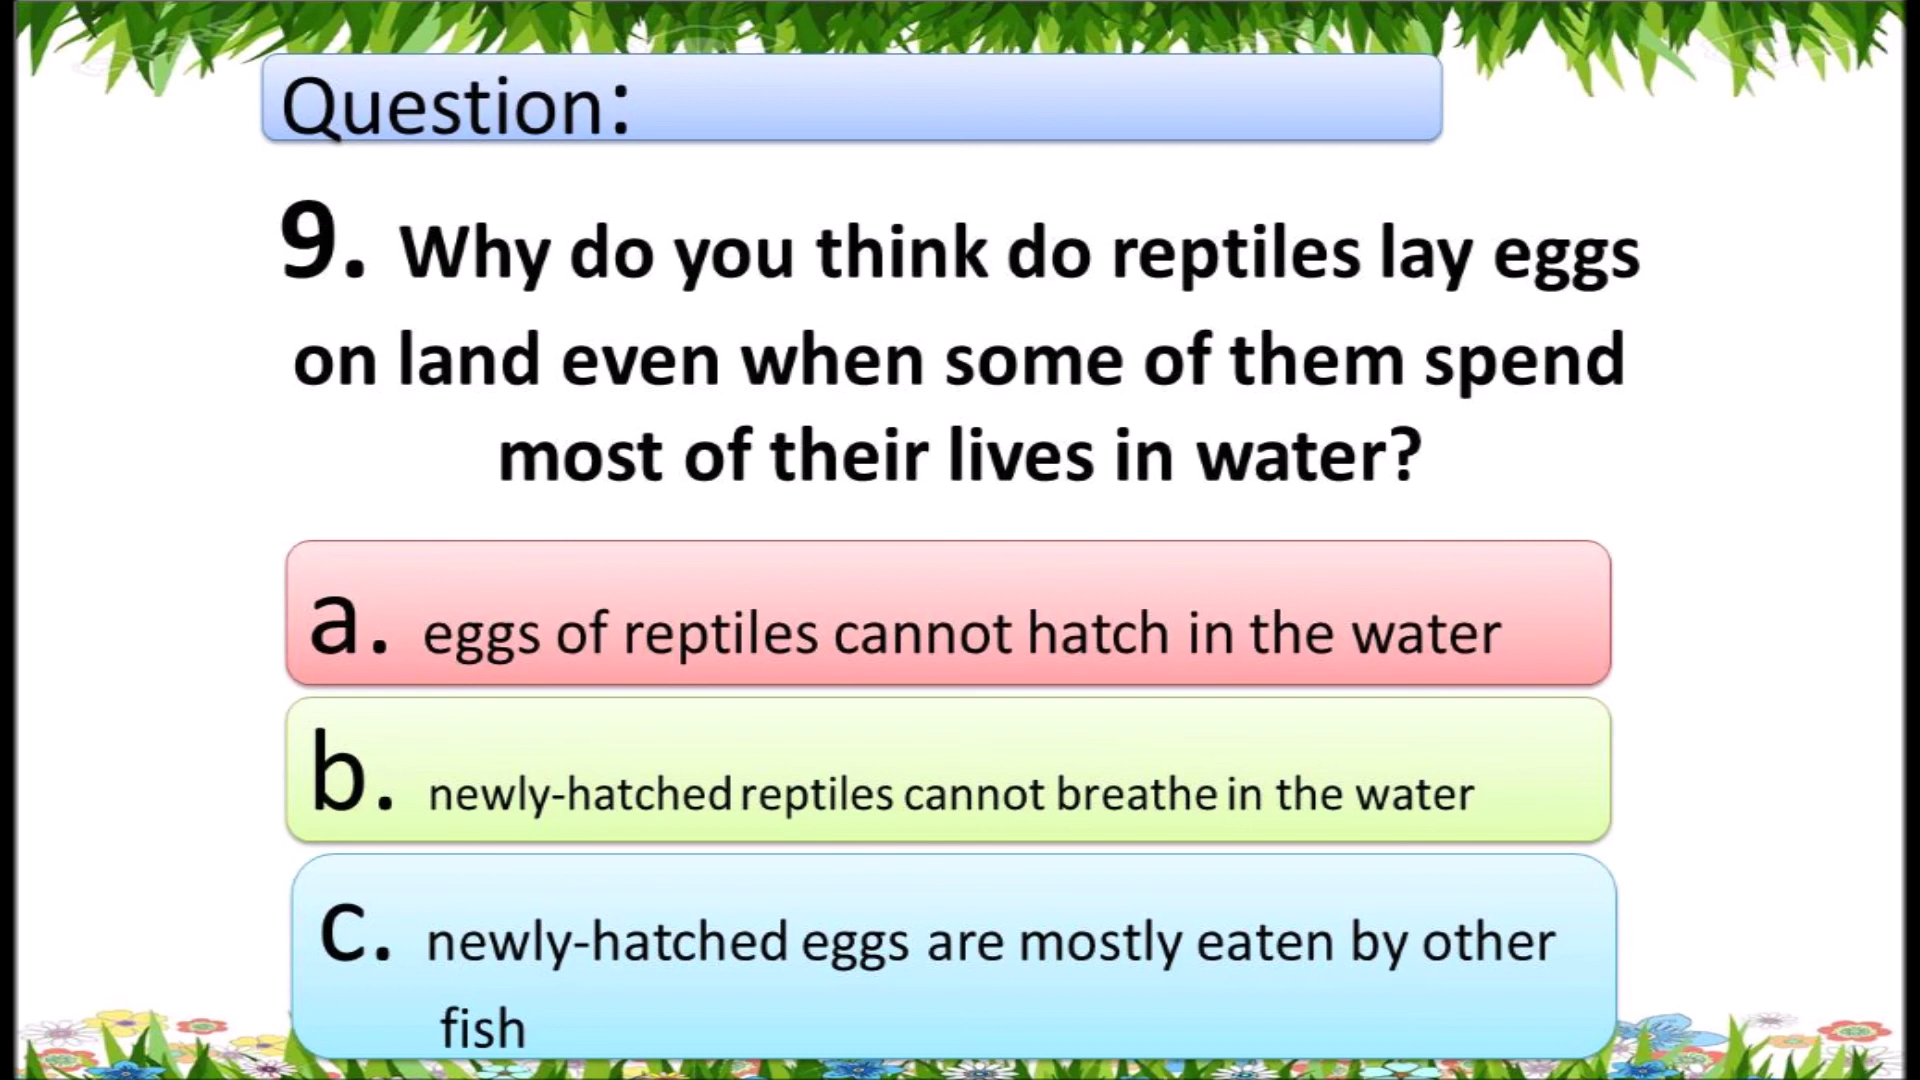 Question:
9. Why do you think do reptiles lay eggs
on land even when some of them spend
most of their lives in water?
a. eggs of reptiles cannot hatch in the water
b. newly-hatched reptiles cannot breathe in the water
c. newly-hatched eggs are mostly eaten by other
fish